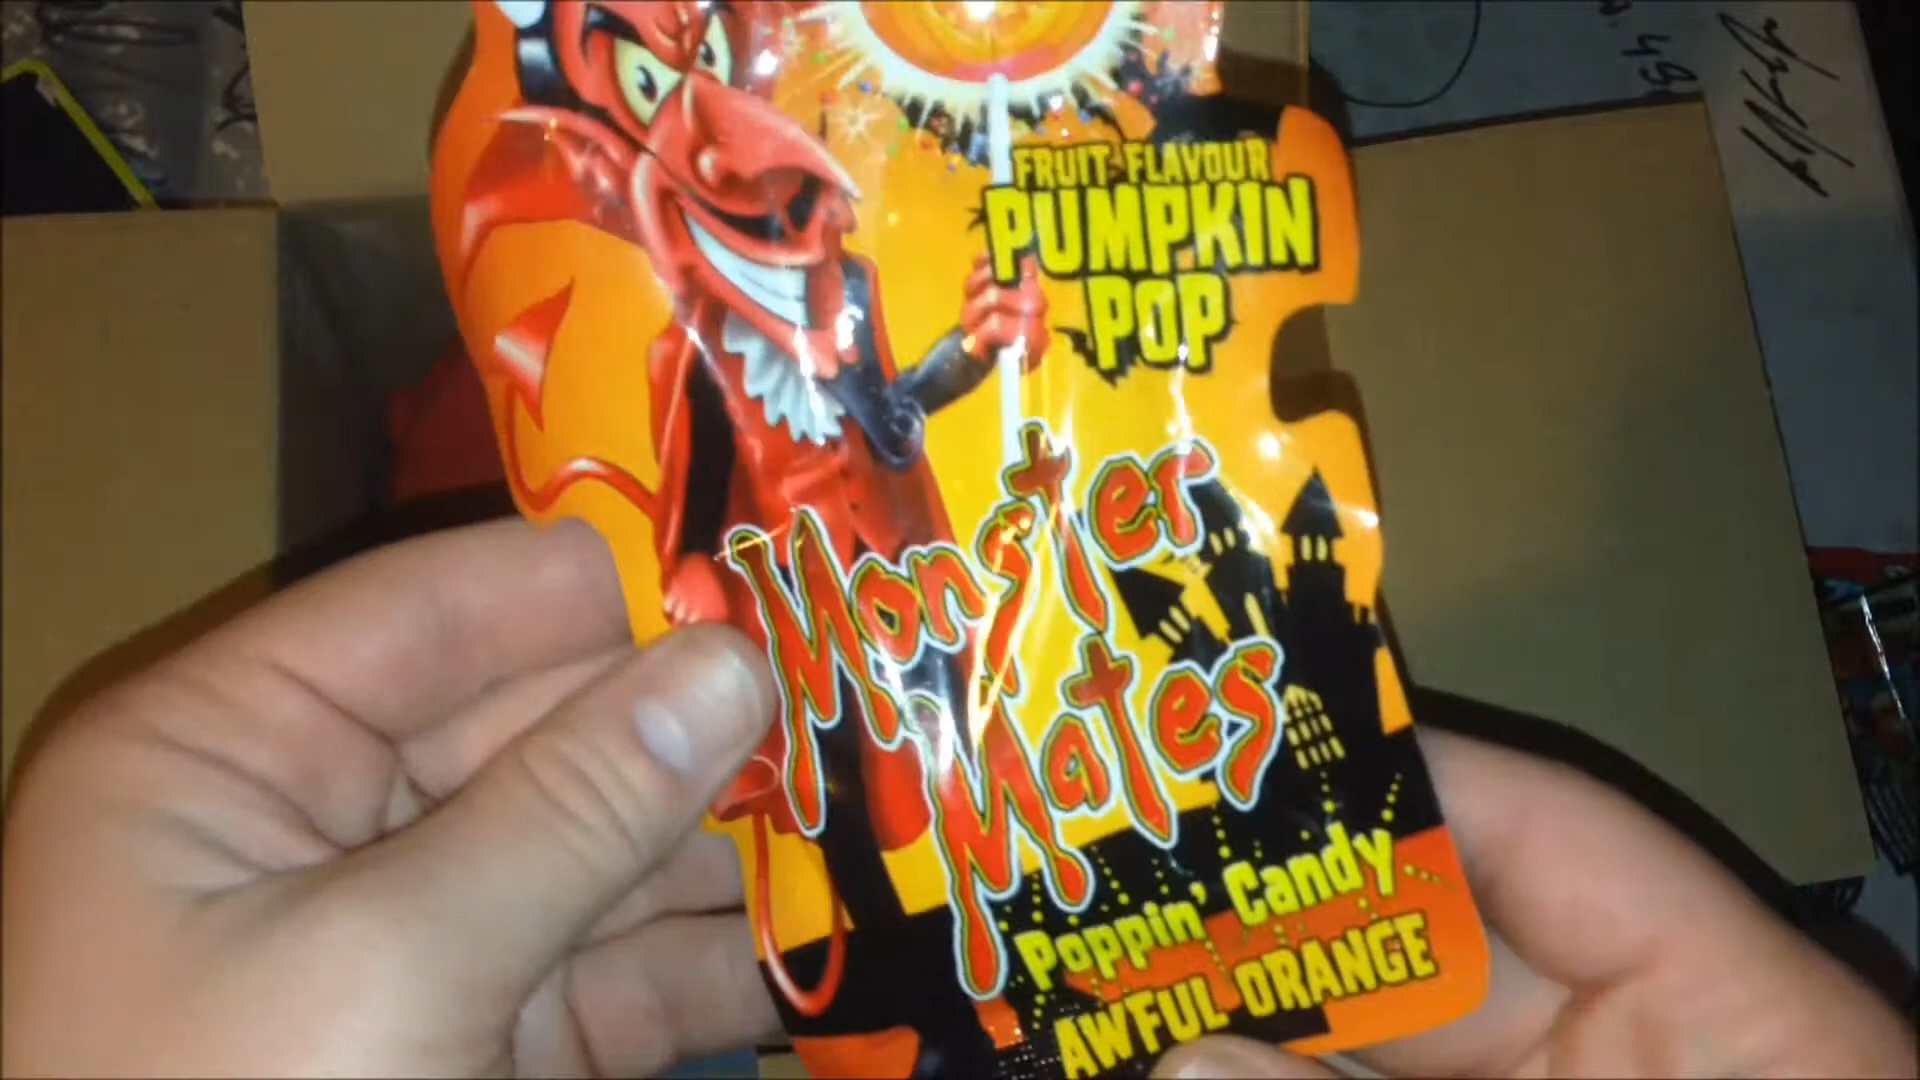 FRUIT FLAVOUR
PUMPKIN
POP
Monster
Mates
Poppin' Candy
AWFUL ORANGE